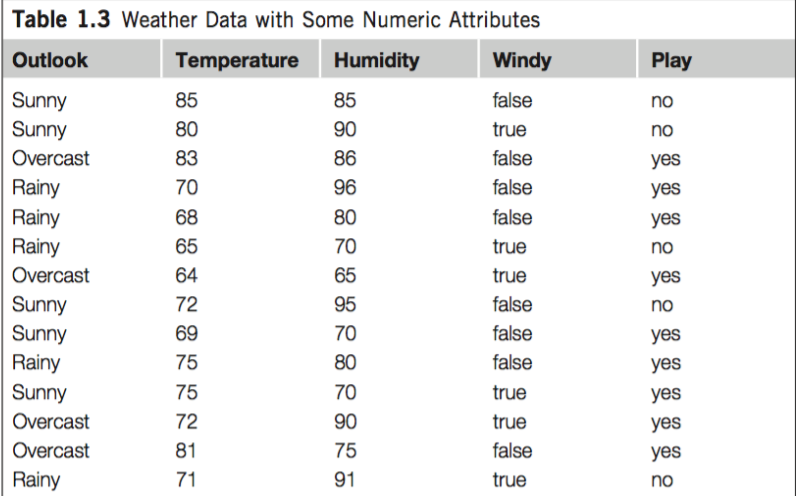 Table 1.3 Weather Data with Some Numeric Attributes
Outlook Temperature Humidity Windy Play
Sunny 85 85 false no
Sunny 80 90 true no
Overcast 83 86 false yes
Rainy 70 96 false yes
Rainy 68 80 false yes
Rainy 65 70 true no
Overcast 64 65 true yes
Sunny 72 95 false no
Sunny 69 70 false yes
Rainy 75 80 false yes
Sunny 75 70 true yes
Overcast 72 90 true yes
Overcast 81 75 false yes
Rainy 71 91 true no